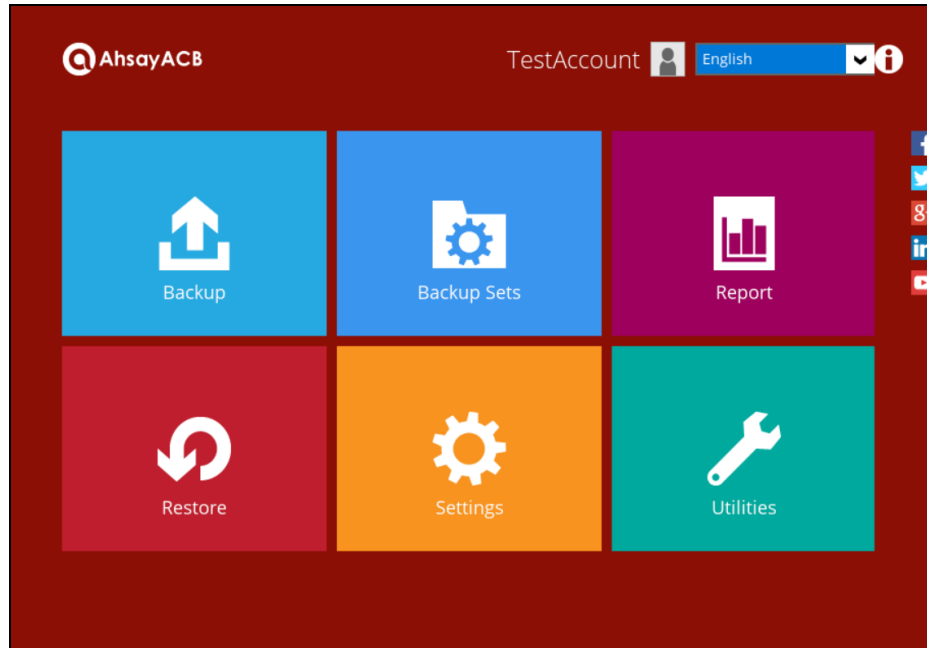 AhsayACB
TestAccount
English
Backup
Backup Sets
Report
Restore
Settings
Utilities